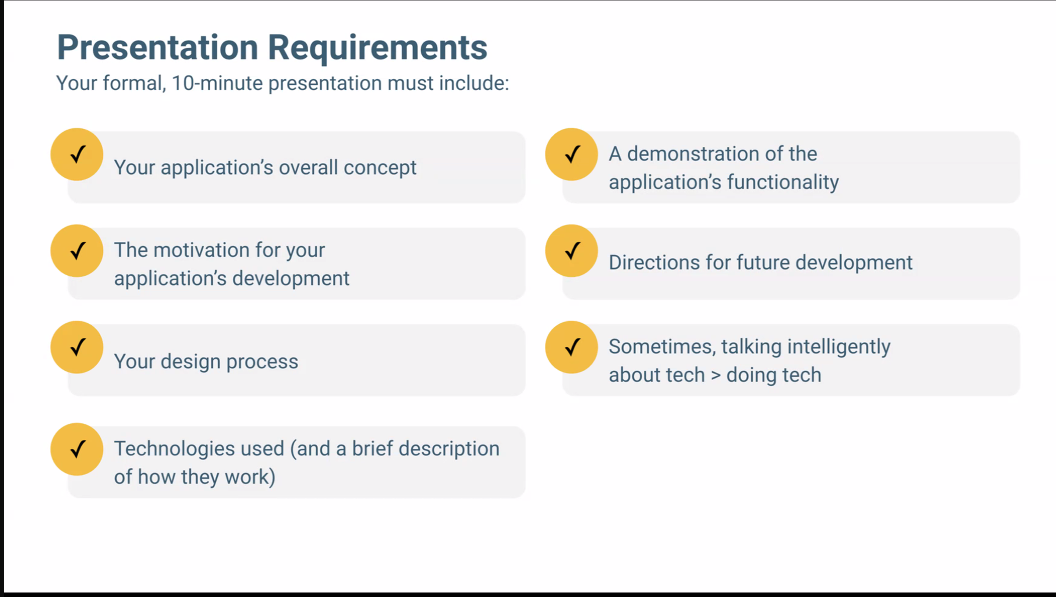 Presentation Requirements
Your formal, 10-minute presentation must include:
✓ Your application’s overall concept
✓ The motivation for your
application’s development
✓ Your design process
✓ Technologies used (and a brief description
of how they work)
✓ A demonstration of the
application’s functionality
✓ Directions for future development
✓ Sometimes, talking intelligently
about tech > doing tech